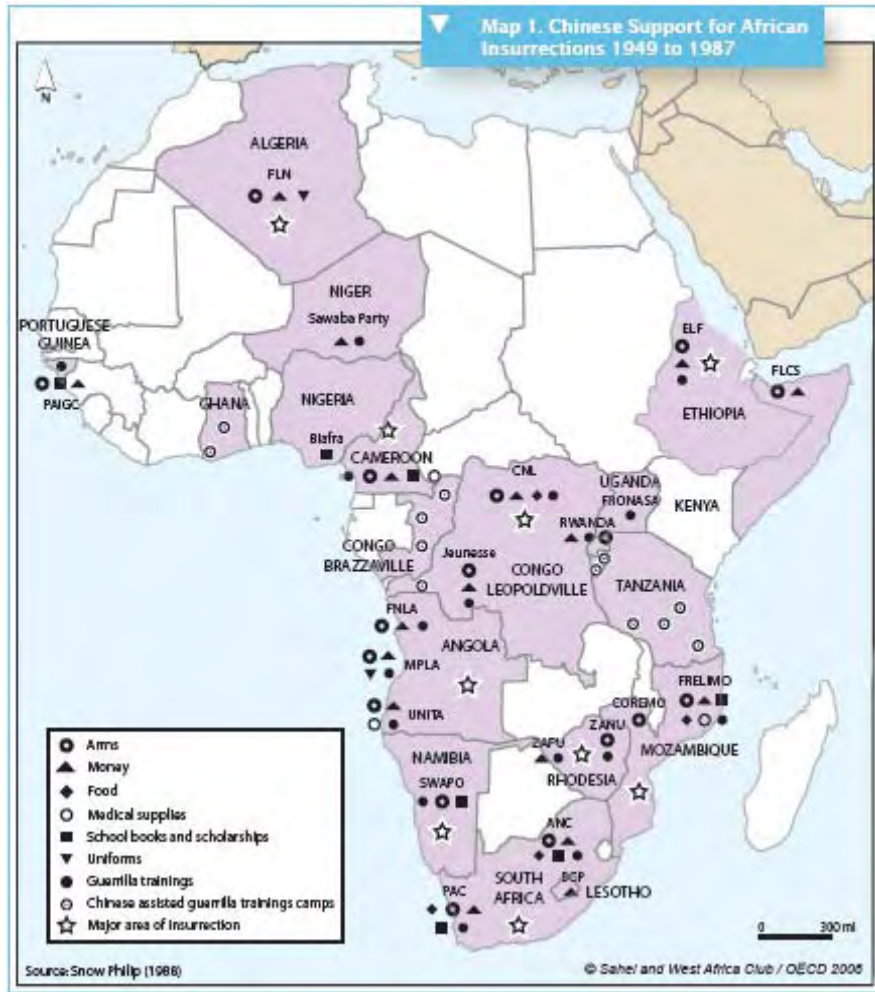 Map 1. Chinese Support for African
Insurrections 1949 to 1987
N
ALGERIA
FLN
NIGER
Sawaba Party
PORTUGUESE
GUINEA
PAIGC
GHANA
NIGERIA
Biafra
CAMEROON
ELF
FLCS
ETHIOPIA
CNL
UGANDA
FRONASA
KENYA
RWANDA
CONGO
BRAZZAVILLE
Jeunesse
CONGO
LEOPOLDVILLE
TANZANIA
FNLA
ANGOLA
MPLA
UNITA
FRELIMO
COREMO
MOZAMBIQUE
ZANU
ZAPU
RHODESIA
NAMIBIA
SWAPO
ANC
SOUTH
AFRICA
BCP
LESOTHO
PAC
Arms
Money
Food
Medical supplies
School books and scholarships
Uniforms
Guerrilla trainings
Chinese assisted guerrilla trainings camps
Major area of insurrection
0 300 ml
Source: Snow Philip (1988)
© Sahel and West Africa Club / OECD 2006